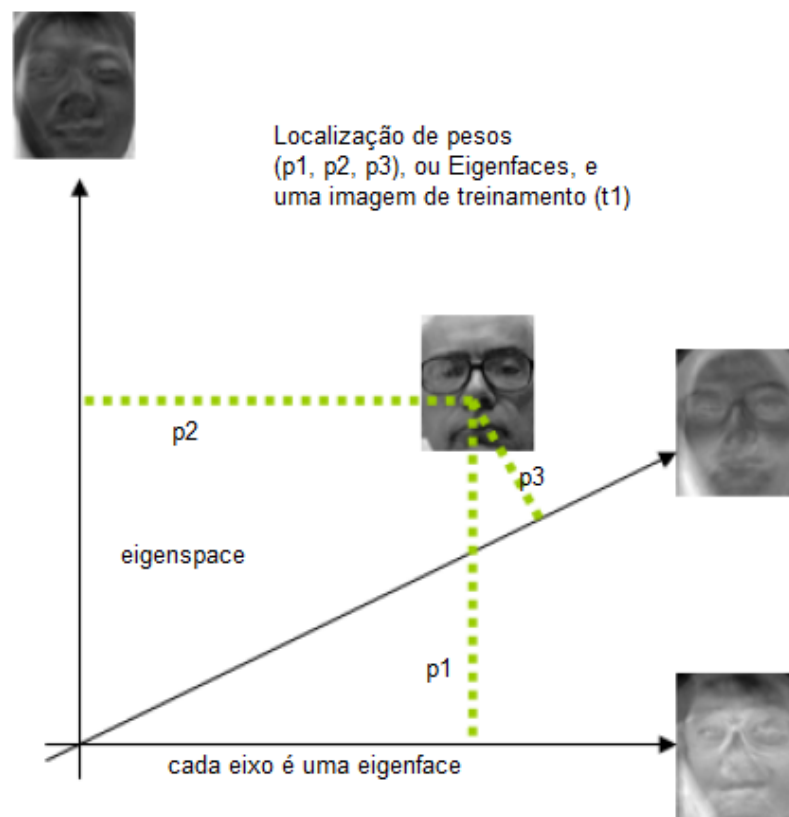 Localização de pesos
(p1, p2, p3), ou Eigenfaces, e
uma imagem de treinamento (t1)
p2
p3
eigenspace
p1
cada eixo é uma eigenface